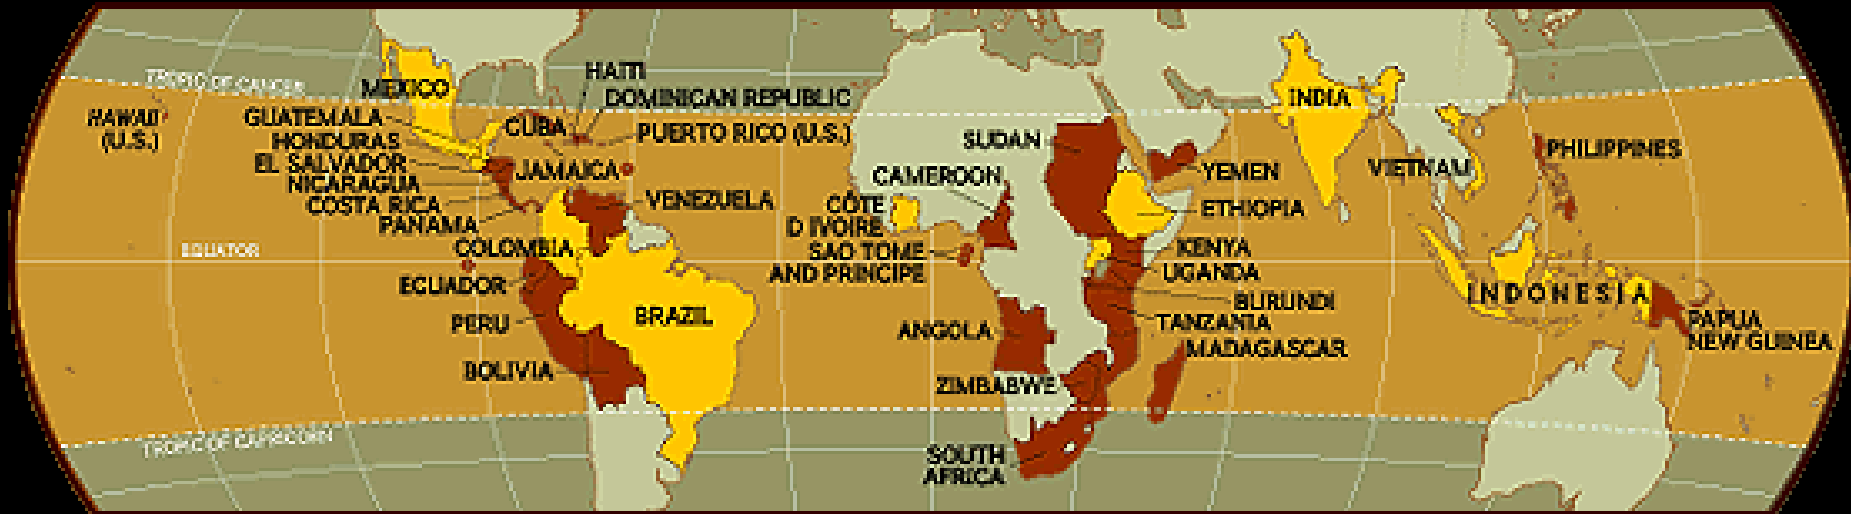 TROPIC OF CANCER
HAWAII
(U.S.)
MEXICO
GUATEMALA
HONDURAS
EL SALVADOR
NICARAGUA
COSTA RICA
PANAMA
COLOMBIA
ECUADOR
PERU
BOLIVIA
HAITI
DOMINICAN REPUBLIC
CUBA
PUERTO RICO (U.S.)
JAMAICA
VENEZUELA
BRAZIL
EQUATOR
TROPIC OF CAPRICORN
SUDAN
CAMEROON
CÔTE
D IVOIRE
SAO TOME
AND PRINCIPE
ANGOLA
ZIMBABWE
SOUTH
AFRICA
YEMEN
ETHIOPIA
KENYA
UGANDA
BURUNDI
TANZANIA
MADAGASCAR
INDIA
VIETNAM
PHILIPPINES
INDONESIA
PAPUA
NEW GUINEA